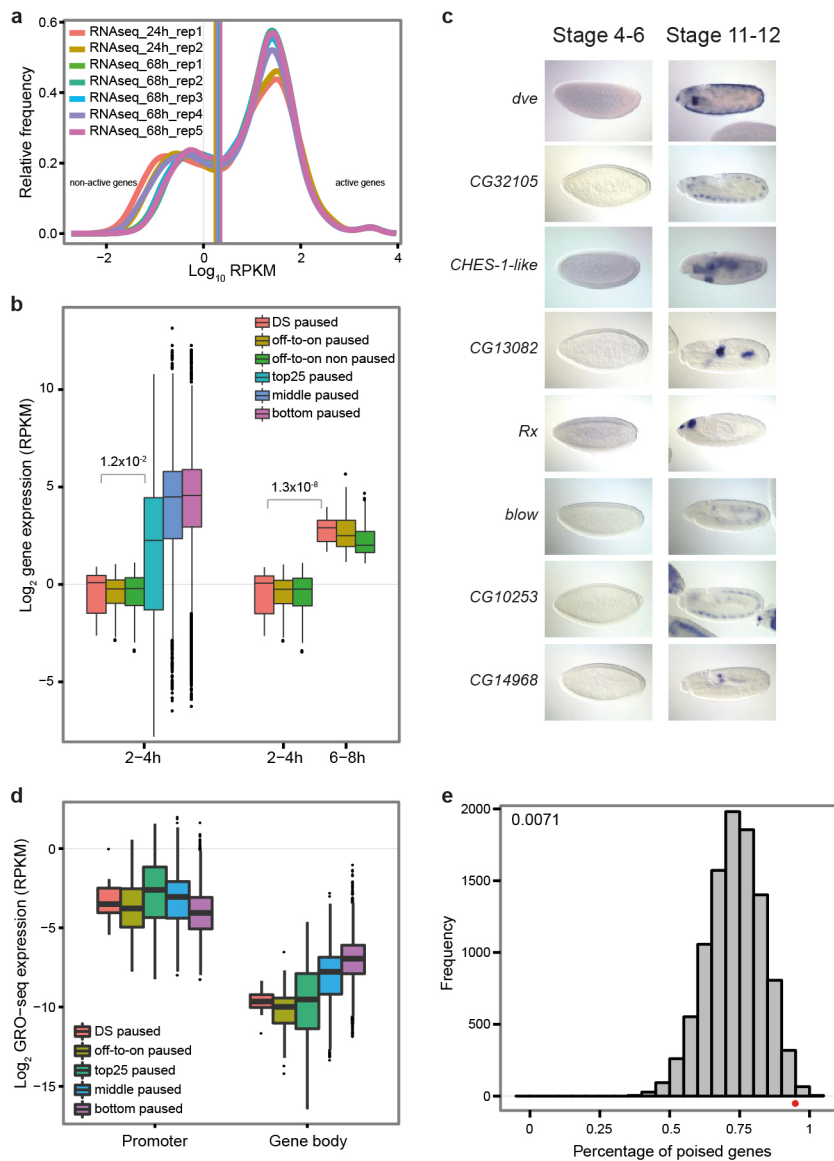 a
Relative frequency
0.6
0.4
0.2
0.0
RNAseq_24h_rep1
RNAseq_24h_rep2
RNAseq_68h_rep1
RNAseq_68h_rep2
RNAseq_68h_rep3
RNAseq_68h_rep4
RNAseq_68h_rep5
non-active genes
active genes
−2
0
2
4
Log10 RPKM
b
Log2 gene expression (RPKM)
10
5
0
−5
DS paused
off-to-on paused
off-to-on non paused
top25 paused
middle paused
bottom paused
1.2x10-2
1.3x10-8
2−4h
2−4h
6−8h
c
Stage 4-6
Stage 11-12
dve
CG32105
CHES-1-like
CG13082
Rx
blow
CG10253
CG14968
d
Log2 GRO−seq expression (RPKM)
0
−5
−10
−15
DS paused
off-to-on paused
top25 paused
middle paused
bottom paused
Promoter
Gene body
e
0.0071
Frequency
2000
1500
1000
500
0
0
0.25
0.5
0.75
1
Percentage of poised genes